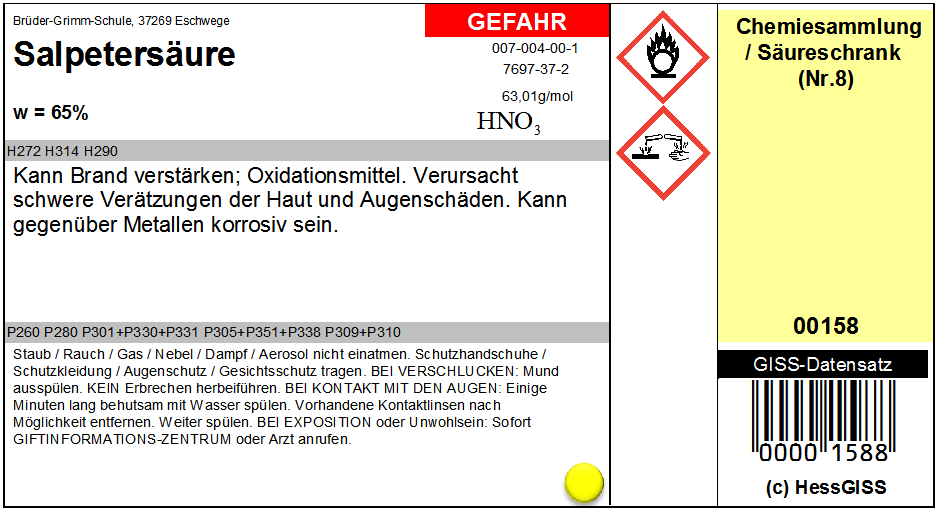 Brüder-Grimm-Schule, 37269 Eschwege
Salpetersäure
w = 65%
GEFAHR
007-004-00-1
7697-37-2
63,01g/mol
HNO3
H272 H314 H290
Kann Brand verstärken; Oxidationsmittel. Verursacht
schwere Verätzungen der Haut und Augenschäden. Kann
gegenüber Metallen korrosiv sein.
P260 P280 P301+P330+P331 P305+P351+P338 P309+P310
Staub / Rauch / Gas / Nebel / Dampf / Aerosol nicht einatmen. Schutzhandschuhe /
Schutzkleidung / Augenschutz / Gesichtsschutz tragen. BEI VERSCHLUCKEN: Mund
ausspülen. KEIN Erbrechen herbeiführen. BEI KONTAKT MIT DEN AUGEN: Einige
Minuten lang behutsam mit Wasser spülen. Vorhandene Kontaktlinsen nach
Möglichkeit entfernen. Weiter spülen. BEI EXPOSITION oder Unwohlsein: Sofort
GIFTINFORMATIONS-ZENTRUM oder Arzt anrufen.
Chemiesammlung
/ Säureschrank
(Nr.8)
00158
GISS-Datensatz
0000 1588
(c) HessGISS